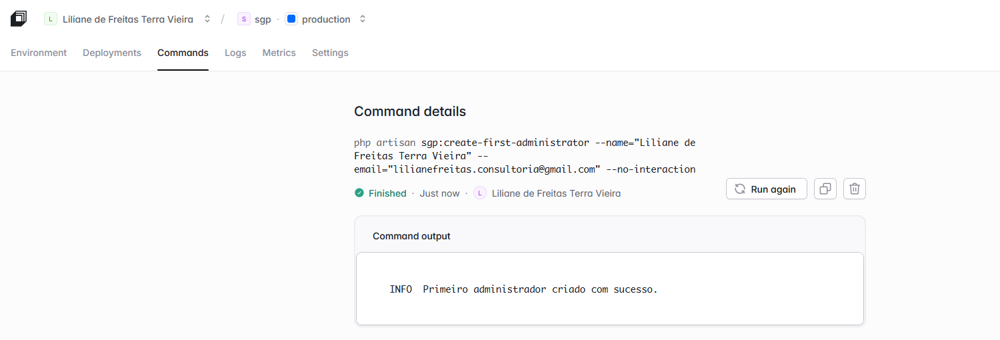 L Liliane de Freitas Terra Vieira / S sgp · production
Environment Deployments Commands Logs Metrics Settings
Command details
php artisan sgp:create-first-administrator --name="Liliane de
Freitas Terra Vieira" --
email="lilianefreitas.consultoria@gmail.com" --no-interaction
Finished · Just now · L Liliane de Freitas Terra Vieira
Run again
Command output
INFO Primeiro administrador criado com sucesso.